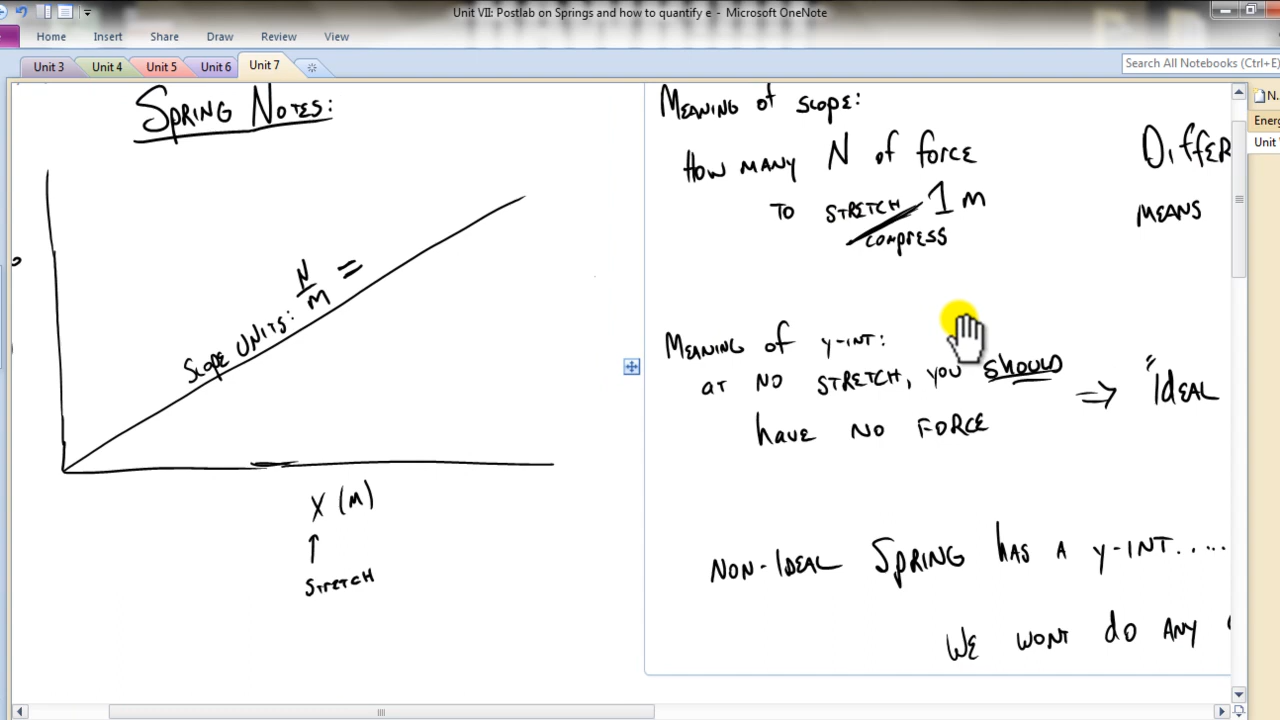 Unit VII: Postlab on Springs and how to quantify e - Microsoft OneNote
Home Insert Share Draw Review View
Unit 3 Unit 4 Unit 5 Unit 6 Unit 7
Search All Notebooks (Ctrl+E)
N.
Energ
Unit
SPRING NOTES:
SLOPE UNITS: N/M =
X (M)
↑
STRETCH
MEANING of SLOPE:
HOW MANY N of force
TO STRETCH / COMPRESS 1 m
DIFFER
MEANS
MEANING of y-INT:
AT NO STRETCH, you should
have NO FORCE
⇒ "IDEAL
NON-IDEAL SPRING HAS A y-INT.....
WE WONT do ANY